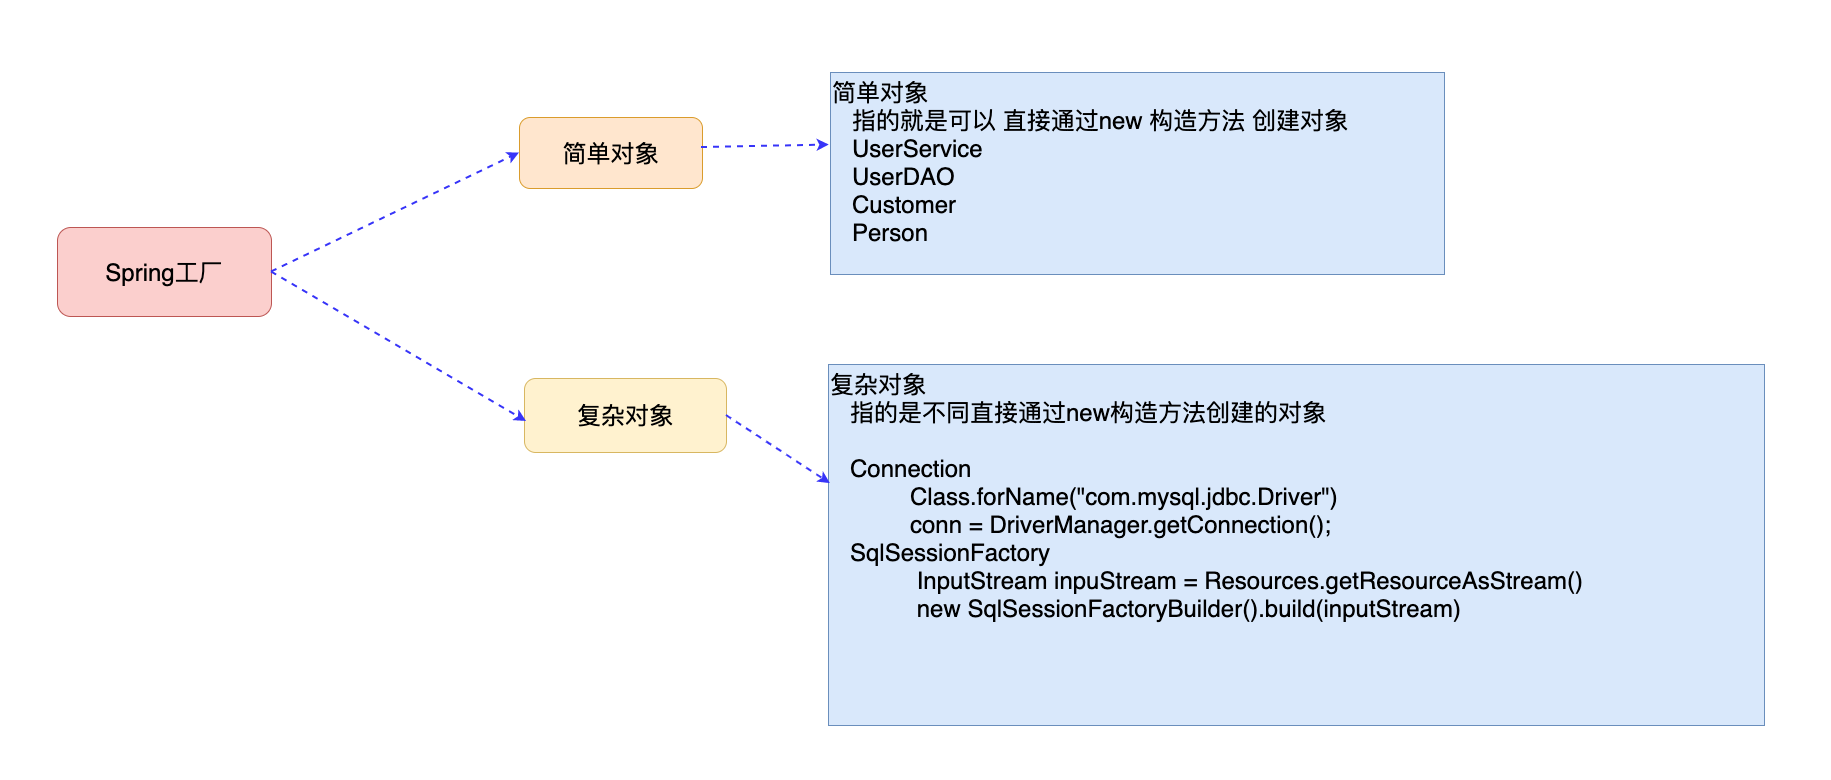 Spring工厂
简单对象
简单对象
指的就是可以 直接通过new 构造方法 创建对象
UserService
UserDAO
Customer
Person
复杂对象
复杂对象
指的是不同直接通过new构造方法创建的对象
Connection
Class.forName("com.mysql.jdbc.Driver")
conn = DriverManager.getConnection();
SqlSessionFactory
InputStream inpuStream = Resources.getResourceAsStream()
new SqlSessionFactoryBuilder().build(inputStream)